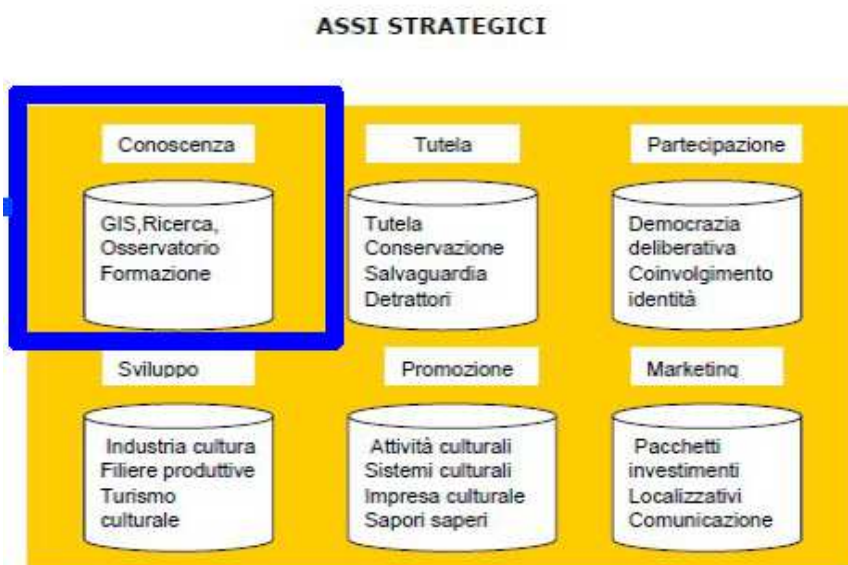 ASSI STRATEGICI
Conoscenza
GIS,Ricerca,
Osservatorio
Formazione
Tutela
Tutela
Conservazione
Salvaguardia
Detrattori
Partecipazione
Democrazia
deliberativa
Coinvolgimento
identità
Sviluppo
Industria cultura
Filiere produttive
Turismo
culturale
Promozione
Attività culturali
Sistemi culturali
Impresa culturale
Sapori saperi
Marketing
Pacchetti
investimenti
Localizzativi
Comunicazione